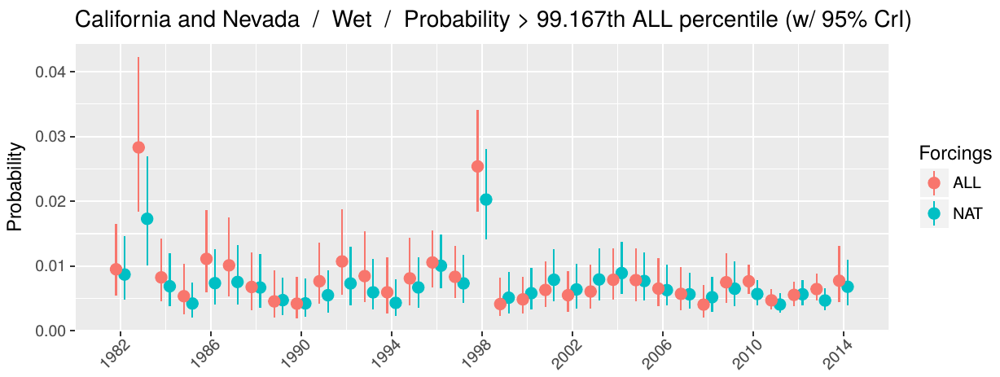 California and Nevada / Wet / Probability > 99.167th ALL percentile (w/ 95% CrI)
Probability
0.04
0.03
0.02
0.01
0.00
1982
1986
1990
1994
1998
2002
2006
2010
2014
Forcings
ALL
NAT